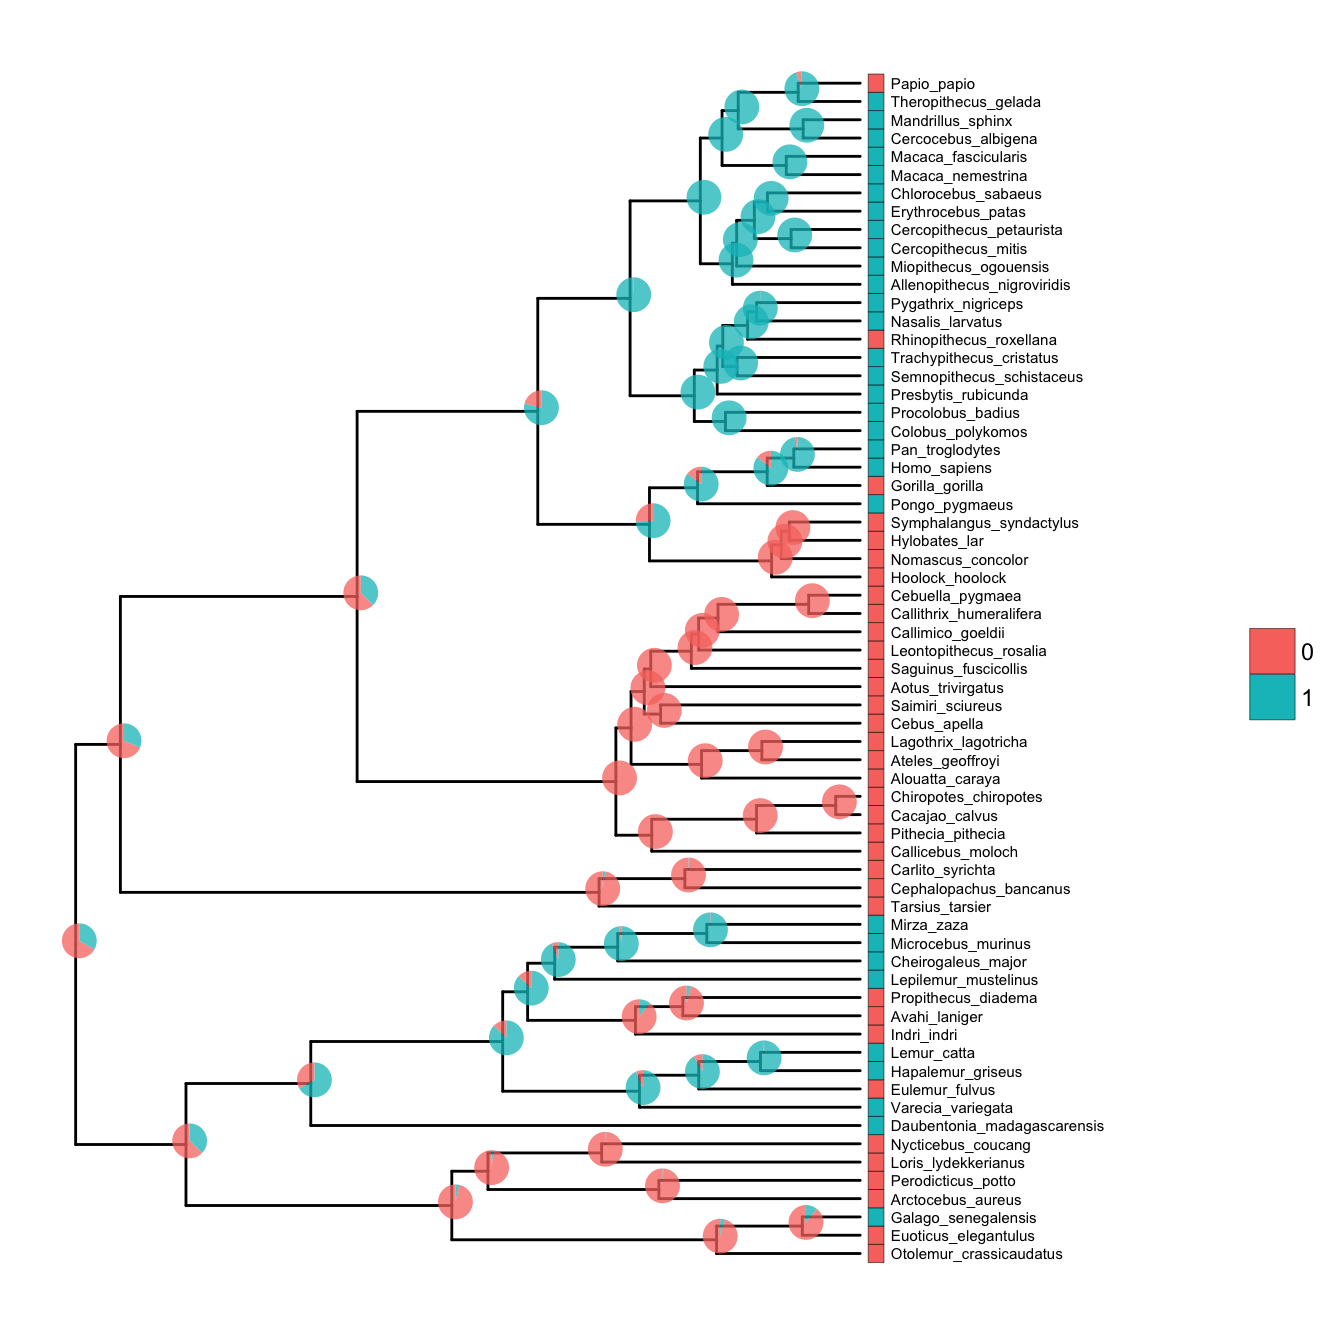 Papio_papio
Theropithecus_gelada
Mandrillus_sphinx
Cercocebus_albigena
Macaca_fascicularis
Macaca_nemestrina
Chlorocebus_sabaeus
Erythrocebus_patas
Cercopithecus_petaurista
Cercopithecus_mitis
Miopithecus_ogouensis
Allenopithecus_nigroviridis
Pygathrix_nigriceps
Nasalis_larvatus
Rhinopithecus_roxellana
Trachypithecus_cristatus
Semnopithecus_schistaceus
Presbytis_rubicunda
Procolobus_badius
Colobus_polykomos
Pan_troglodytes
Homo_sapiens
Gorilla_gorilla
Pongo_pygmaeus
Symphalangus_syndactylus
Hylobates_lar
Nomascus_concolor
Hoolock_hoolock
Cebuella_pygmaea
Callithrix_humeralifera
Callimico_goeldii
Leontopithecus_rosalia
Saguinus_fuscicollis
Aotus_trivirgatus
Saimiri_sciureus
Cebus_apella
Lagothrix_lagotricha
Ateles_geoffroyi
Alouatta_caraya
Chiropotes_chiropotes
Cacajao_calvus
Pithecia_pithecia
Callicebus_moloch
Carlito_syrichta
Cephalopachus_bancanus
Tarsius_tarsier
Mirza_zaza
Microcebus_murinus
Cheirogaleus_major
Lepilemur_mustelinus
Propithecus_diadema
Avahi_laniger
Indri_indri
Lemur_catta
Hapalemur_griseus
Eulemur_fulvus
Varecia_variegata
Daubentonia_madagascarensis
Nycticebus_coucang
Loris_lydekkerianus
Perodicticus_potto
Arctocebus_aureus
Galago_senegalensis
Euoticus_elegantulus
Otolemur_crassicaudatus
0
1